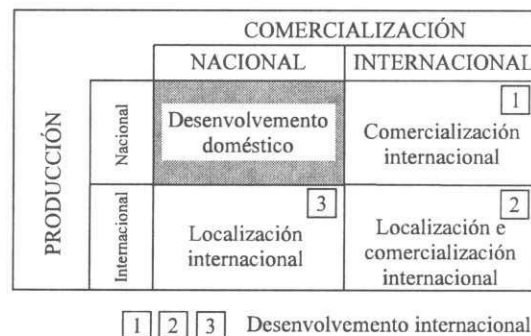 COMERCIALIZACIÓN
NACIONAL
INTERNACIONAL
PRODUCCIÓN
Nacional
Desenvolvemento
doméstico
1
Comercialización
internacional
Internacional
3
Localización
internacional
2
Localización e
comercialización
internacional
1 2 3 Desenvolvemento internacional